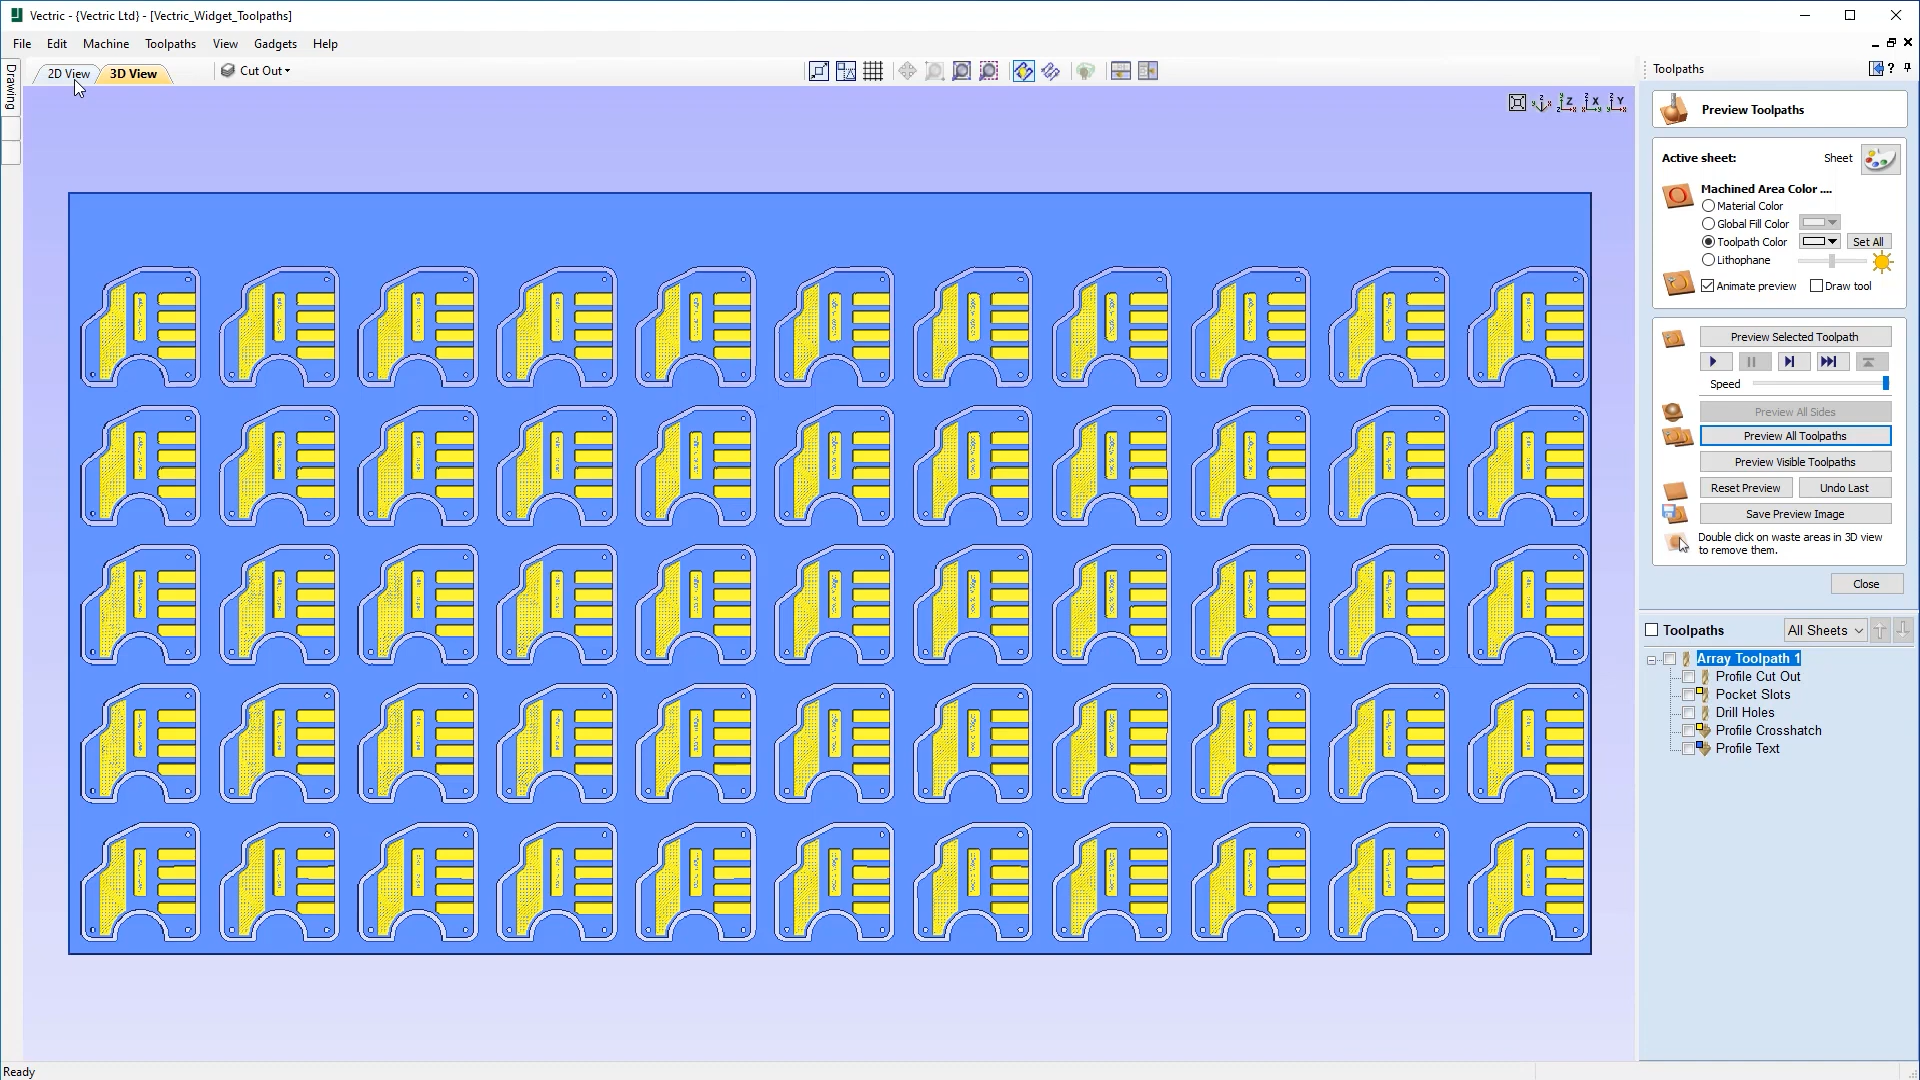 Vectric - {Vectric Ltd} - [Vectric_Widget_Toolpaths]
File Edit Machine Toolpaths View Gadgets Help
Drawing
2D View 3D View Cut Out
Toolpaths
Preview Toolpaths
Active sheet: Sheet
Machined Area Color ....
Material Color
Global Fill Color
Toolpath Color Set All
Lithophane
Animate preview Draw tool
Preview Selected Toolpath
Speed
Preview All Sides
Preview All Toolpaths
Preview Visible Toolpaths
Reset Preview Undo Last
Save Preview Image
Double click on waste areas in 3D view
to remove them.
Close
Toolpaths All Sheets
Array Toolpath 1
Profile Cut Out
Pocket Slots
Drill Holes
Profile Crosshatch
Profile Text
Ready